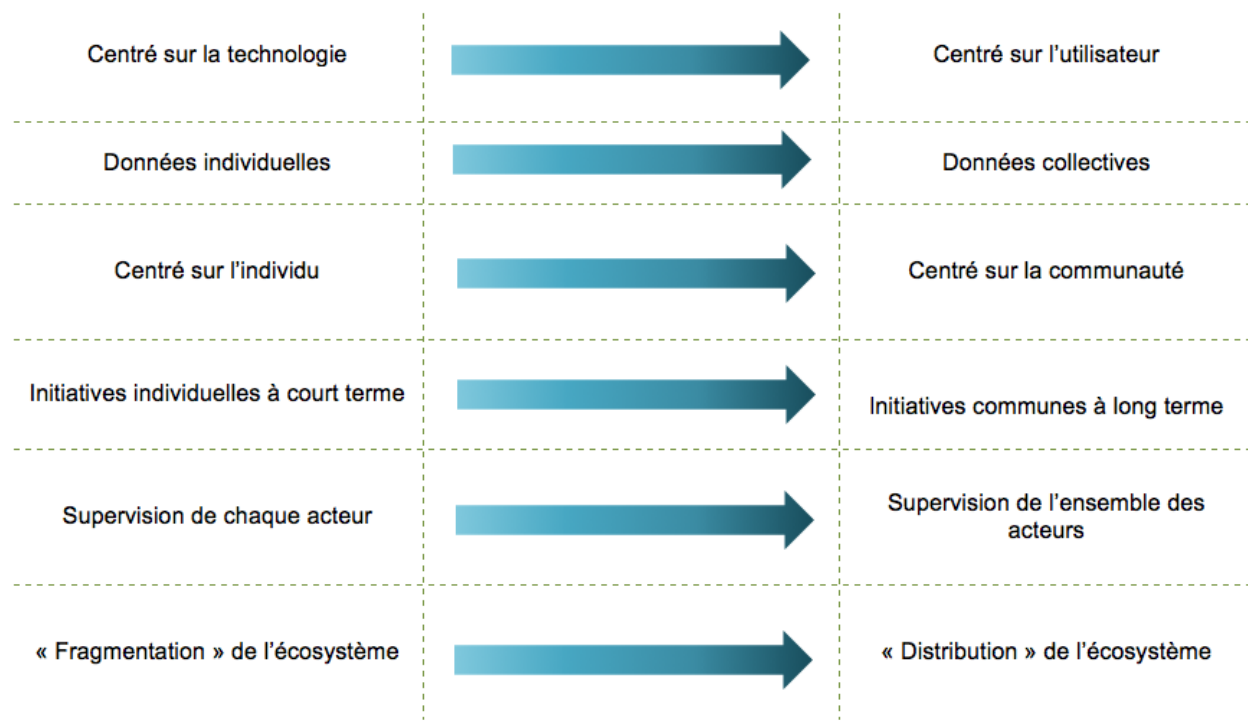 Centré sur la technologie
Centré sur l’utilisateur
Données individuelles
Données collectives
Centré sur l’individu
Centré sur la communauté
Initiatives individuelles à court terme
Initiatives communes à long terme
Supervision de chaque acteur
Supervision de l’ensemble des
acteurs
« Fragmentation » de l’écosystème
« Distribution » de l’écosystème